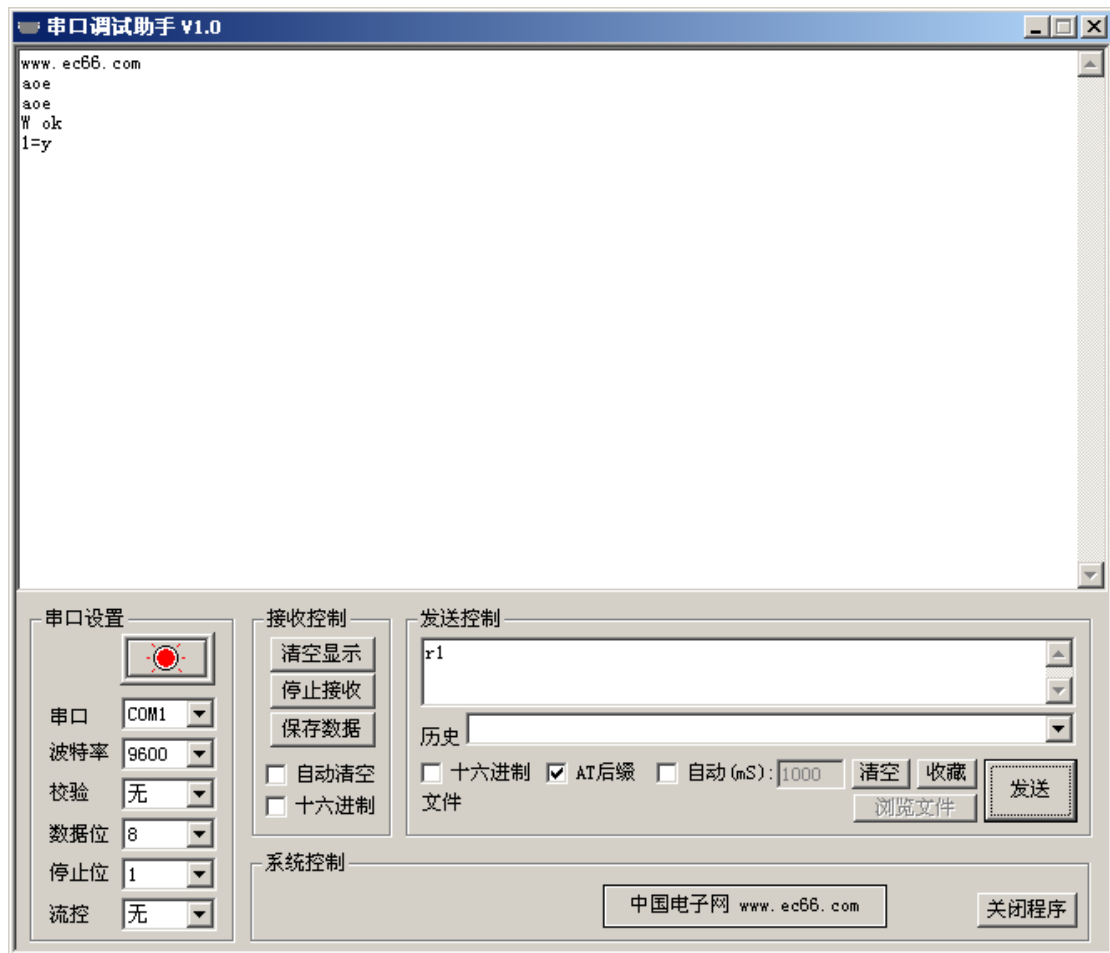 串口调试助手 V1.0
www.ec66.com
aoe
aoe
W ok
1=y
串口设置
串口 COM1
波特率 9600
校验 无
数据位 8
停止位 1
流控 无
接收控制
清空显示
停止接收
保存数据
自动清空
十六进制
发送控制
r1
历史
十六进制 AT后缀 自动(mS): 1000 清空 收藏
文件 浏览文件 发送
系统控制
中国电子网 www.ec66.com
关闭程序